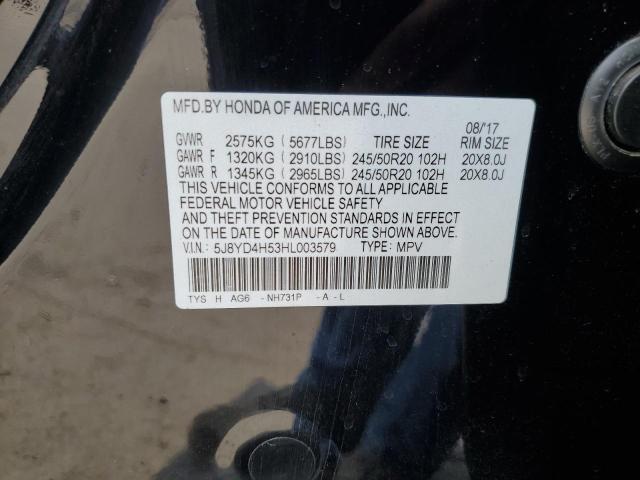 MFD.BY HONDA OF AMERICA MFG.,INC.
08/'17
GVWR 2575KG (5677LBS) TIRE SIZE RIM SIZE
GAWR F 1320KG (2910LBS) 245/50R20 102H 20X8.0J
GAWR R 1345KG (2965LBS) 245/50R20 102H 20X8.0J
THIS VEHICLE CONFORMS TO ALL APPLICABLE
FEDERAL MOTOR VEHICLE SAFETY
AND THEFT PREVENTION STANDARDS IN EFFECT
ON THE DATE OF MANUFACTURE SHOWN ABOVE.
V.I.N.: 5J8YD4H53HL003579 TYPE: MPV
TYS H AG6 -NH731P -A-L